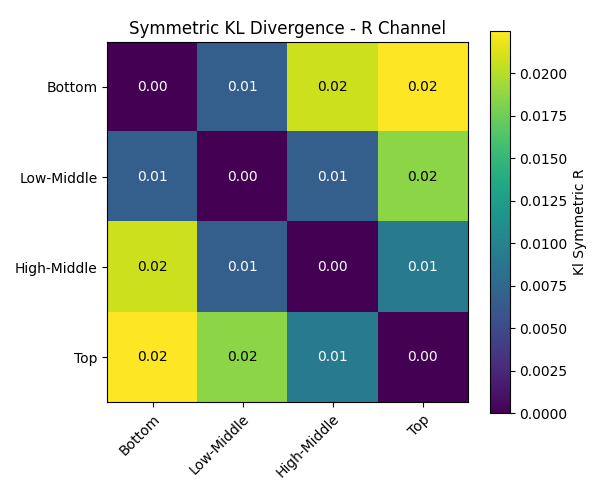 Symmetric KL Divergence - R Channel
Bottom
0.00 0.01 0.02 0.02
Low-Middle
0.01 0.00 0.01 0.02
High-Middle
0.02 0.01 0.00 0.01
Top
0.02 0.02 0.01 0.00
Bottom
Low-Middle
High-Middle
Top
0.0200
0.0175
0.0150
0.0125
0.0100
0.0075
0.0050
0.0025
0.0000
Kl Symmetric R